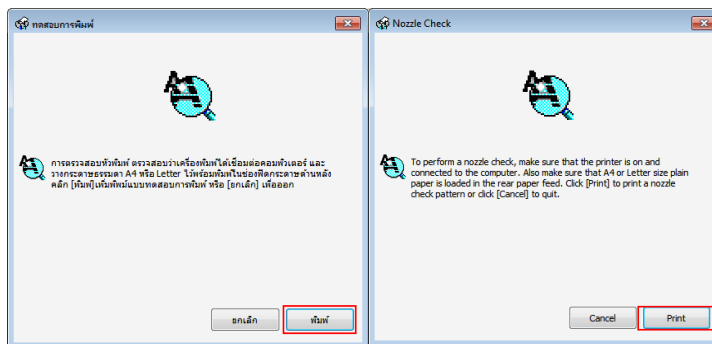 ทดสอบการพิมพ์
การตรวจสอบหัวพิมพ์ ตรวจสอบว่าเครื่องพิมพ์ได้เชื่อมต่อคอมพิวเตอร์ และ
วางกระดาษธรรมดา A4 หรือ Letter ไว้พร้อมพิมพ์ในช่องฟีดกระดาษด้านหลัง
คลิก [พิมพ์]เพิ่มพิพม์แบบทดสอบการพิมพ์ หรือ [ยกเลิก] เพื่อออก
ยกเลิก
พิมพ์
Nozzle Check
To perform a nozzle check, make sure that the printer is on and
connected to the computer. Also make sure that A4 or Letter size plain
paper is loaded in the rear paper feed. Click [Print] to print a nozzle
check pattern or click [Cancel] to quit.
Cancel
Print